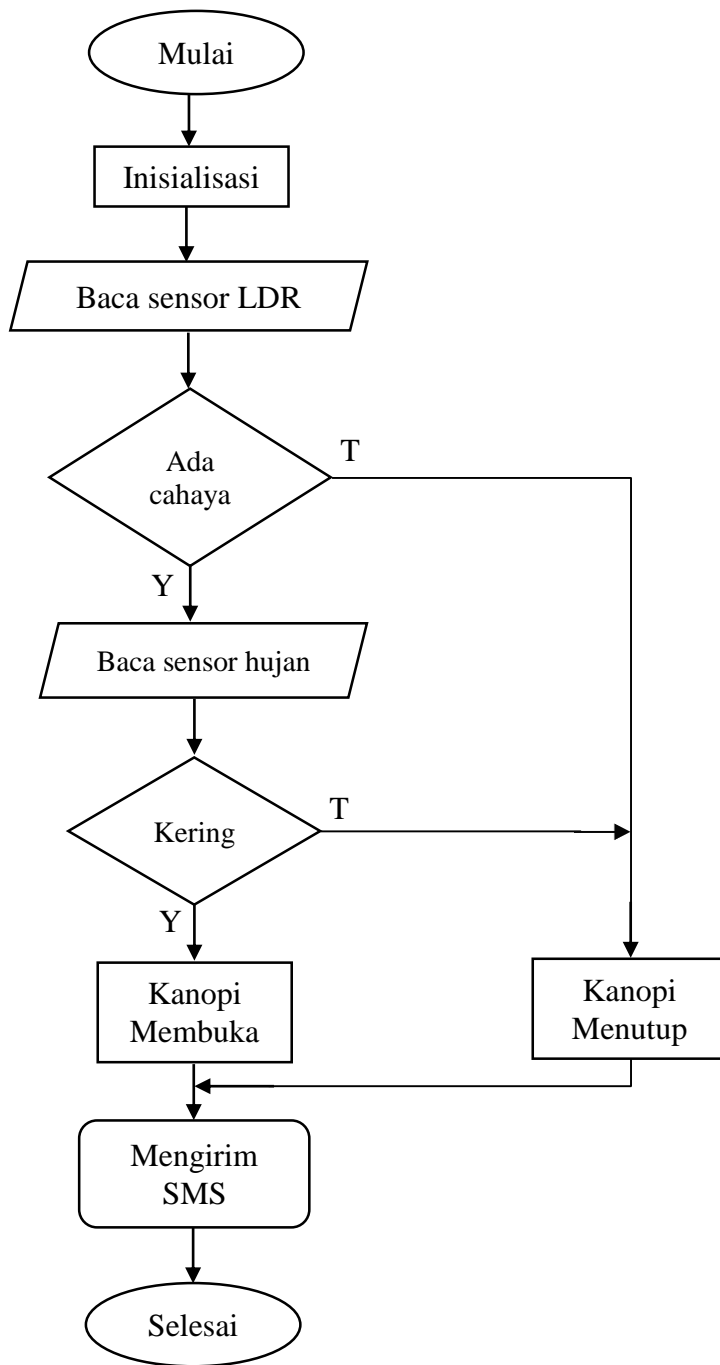 Mulai
Inisialisasi
Baca sensor LDR
Ada
cahaya
T
Y
Baca sensor hujan
Kering
T
Y
Kanopi
Membuka
Kanopi
Menutup
Mengirim
SMS
Selesai